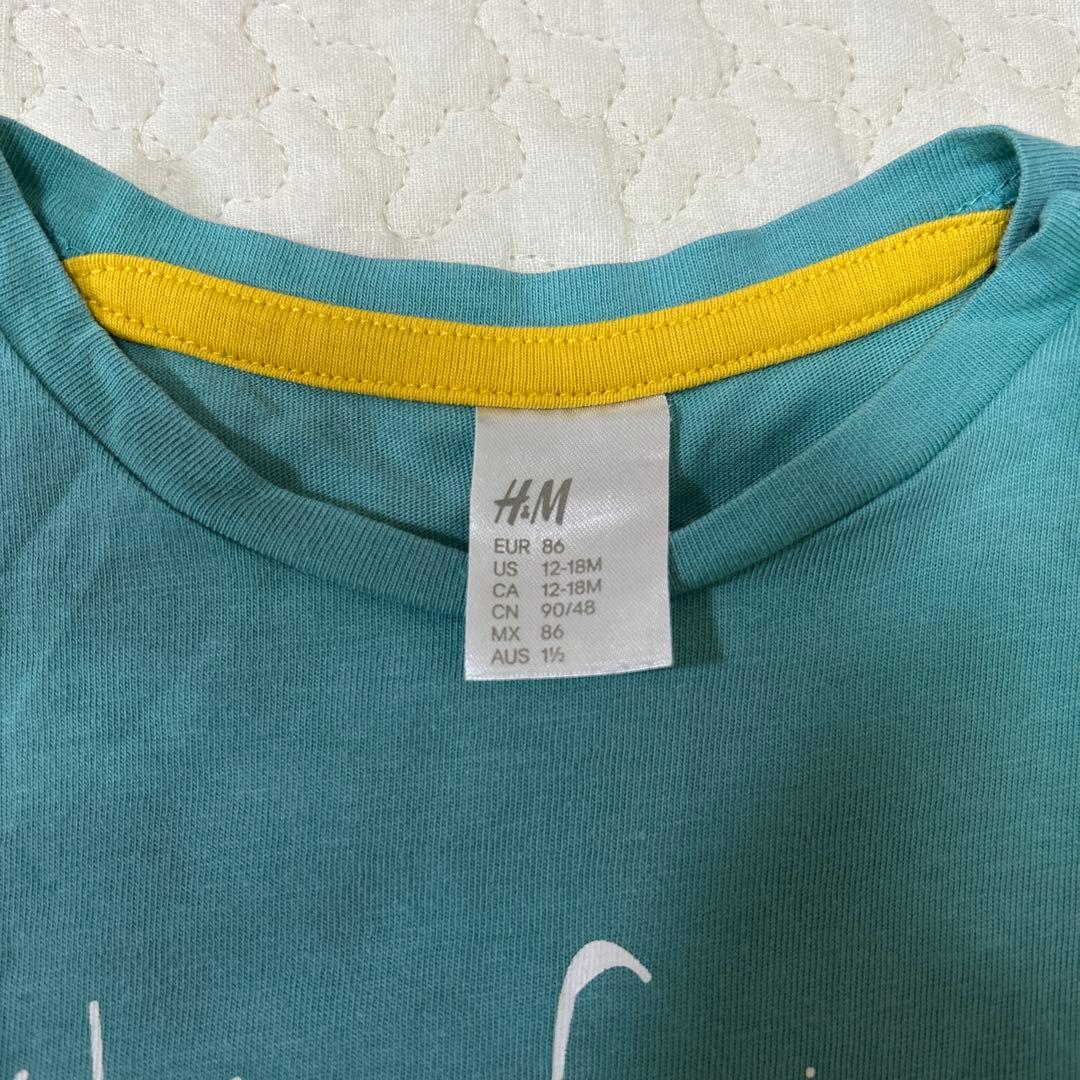 H&M
EUR 86
US 12-18M
CA 12-18M
CN 90/48
MX 86
AUS 1½